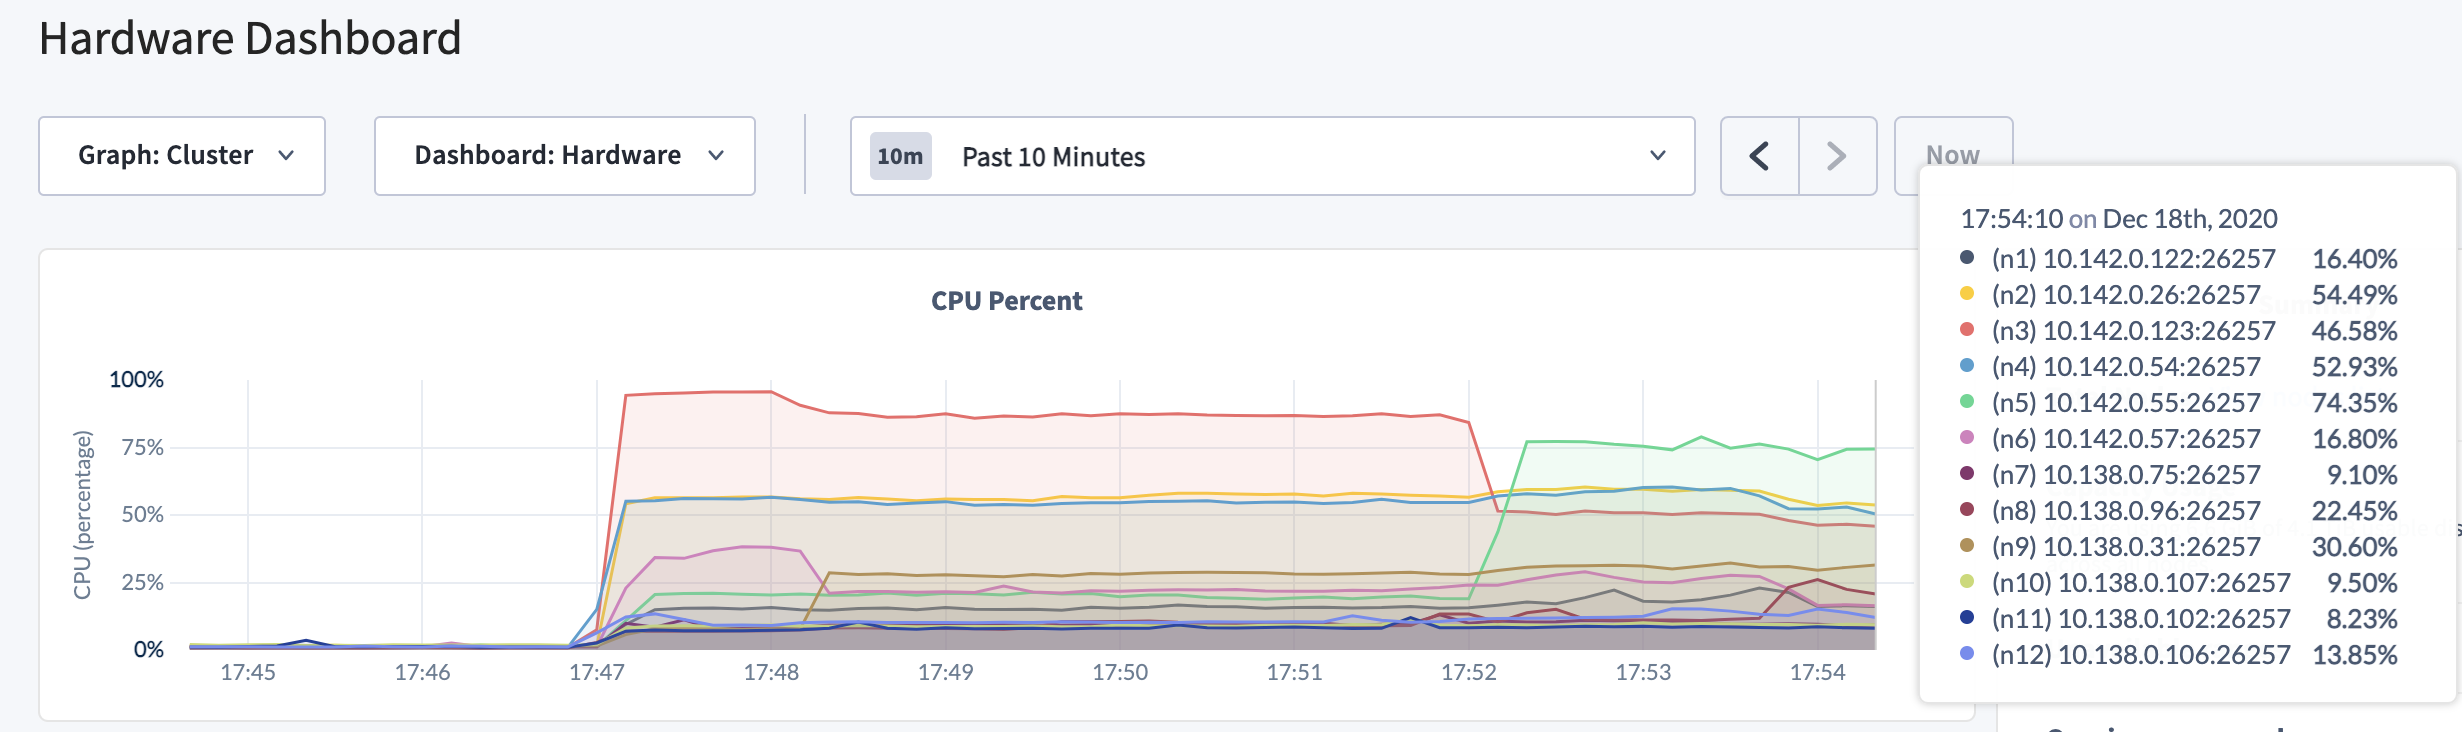 Hardware Dashboard
Graph: Cluster
Dashboard: Hardware
10m Past 10 Minutes
Now
17:54:10 on Dec 18th, 2020
(n1) 10.142.0.122:26257 16.40%
(n2) 10.142.0.26:26257 54.49%
(n3) 10.142.0.123:26257 46.58%
(n4) 10.142.0.54:26257 52.93%
(n5) 10.142.0.55:26257 74.35%
(n6) 10.142.0.57:26257 16.80%
(n7) 10.138.0.75:26257 9.10%
(n8) 10.138.0.96:26257 22.45%
(n9) 10.138.0.31:26257 30.60%
(n10) 10.138.0.107:26257 9.50%
(n11) 10.138.0.102:26257 8.23%
(n12) 10.138.0.106:26257 13.85%
CPU Percent
CPU (percentage)
100%
75%
50%
25%
0%
17:45 17:46 17:47 17:48 17:49 17:50 17:51 17:52 17:53 17:54